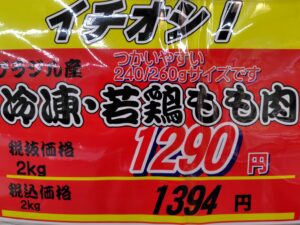 イチオシ!
ブラジル産
つかいやすい
240/260gサイズです
冷凍・若鶏もも肉
税抜価格
2kg
1290円
税込価格
2kg
1394円